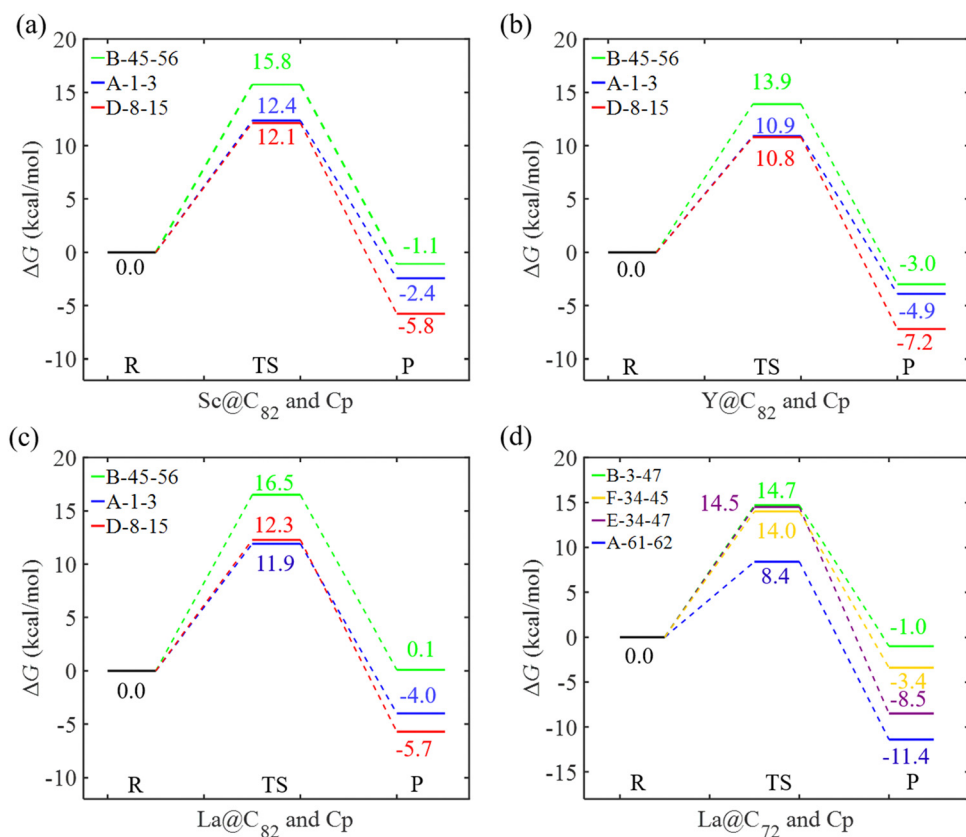 (a)
20
15
10
5
0
-5
-10
ΔG (kcal/mol)
B-45-56
A-1-3
D-8-15
15.8
12.4
12.1
0.0
-1.1
-2.4
-5.8
R TS P
Sc@C82 and Cp
(b)
20
15
10
5
0
-5
-10
ΔG (kcal/mol)
B-45-56
A-1-3
D-8-15
13.9
10.9
10.8
0.0
-3.0
-4.9
-7.2
R TS P
Y@C82 and Cp
(c)
20
15
10
5
0
-5
-10
ΔG (kcal/mol)
B-45-56
A-1-3
D-8-15
16.5
12.3
11.9
0.0
0.1
-4.0
-5.7
R TS P
La@C82 and Cp
(d)
20
15
10
5
0
-5
-10
-15
ΔG (kcal/mol)
B-3-47
F-34-45
E-34-47
A-61-62
14.7
14.5
14.0
8.4
0.0
-1.0
-3.4
-8.5
-11.4
R TS P
La@C72 and Cp